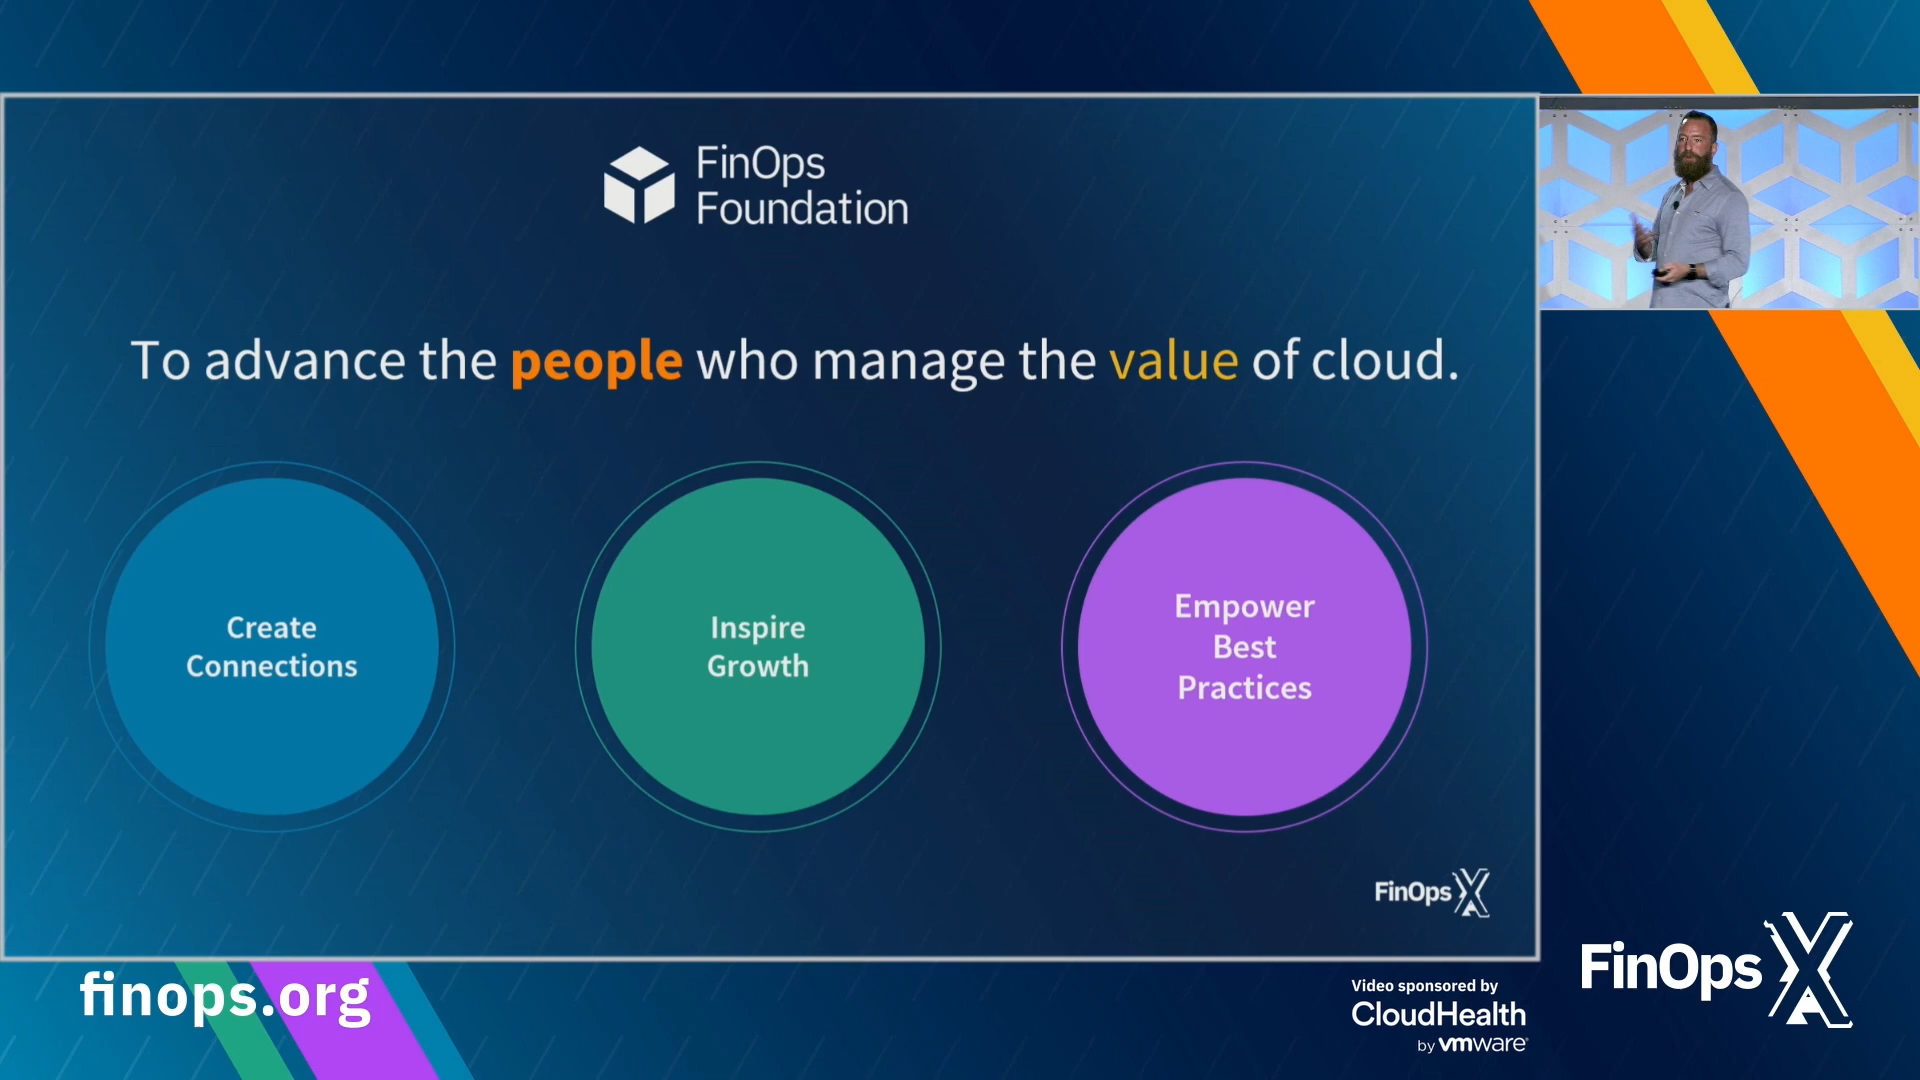 FinOps
Foundation
To advance the people who manage the value of cloud.
Create
Connections
Inspire
Growth
Empower
Best
Practices
FinOps X
finops.org
Video sponsored by
CloudHealth
by vmware
FinOps X